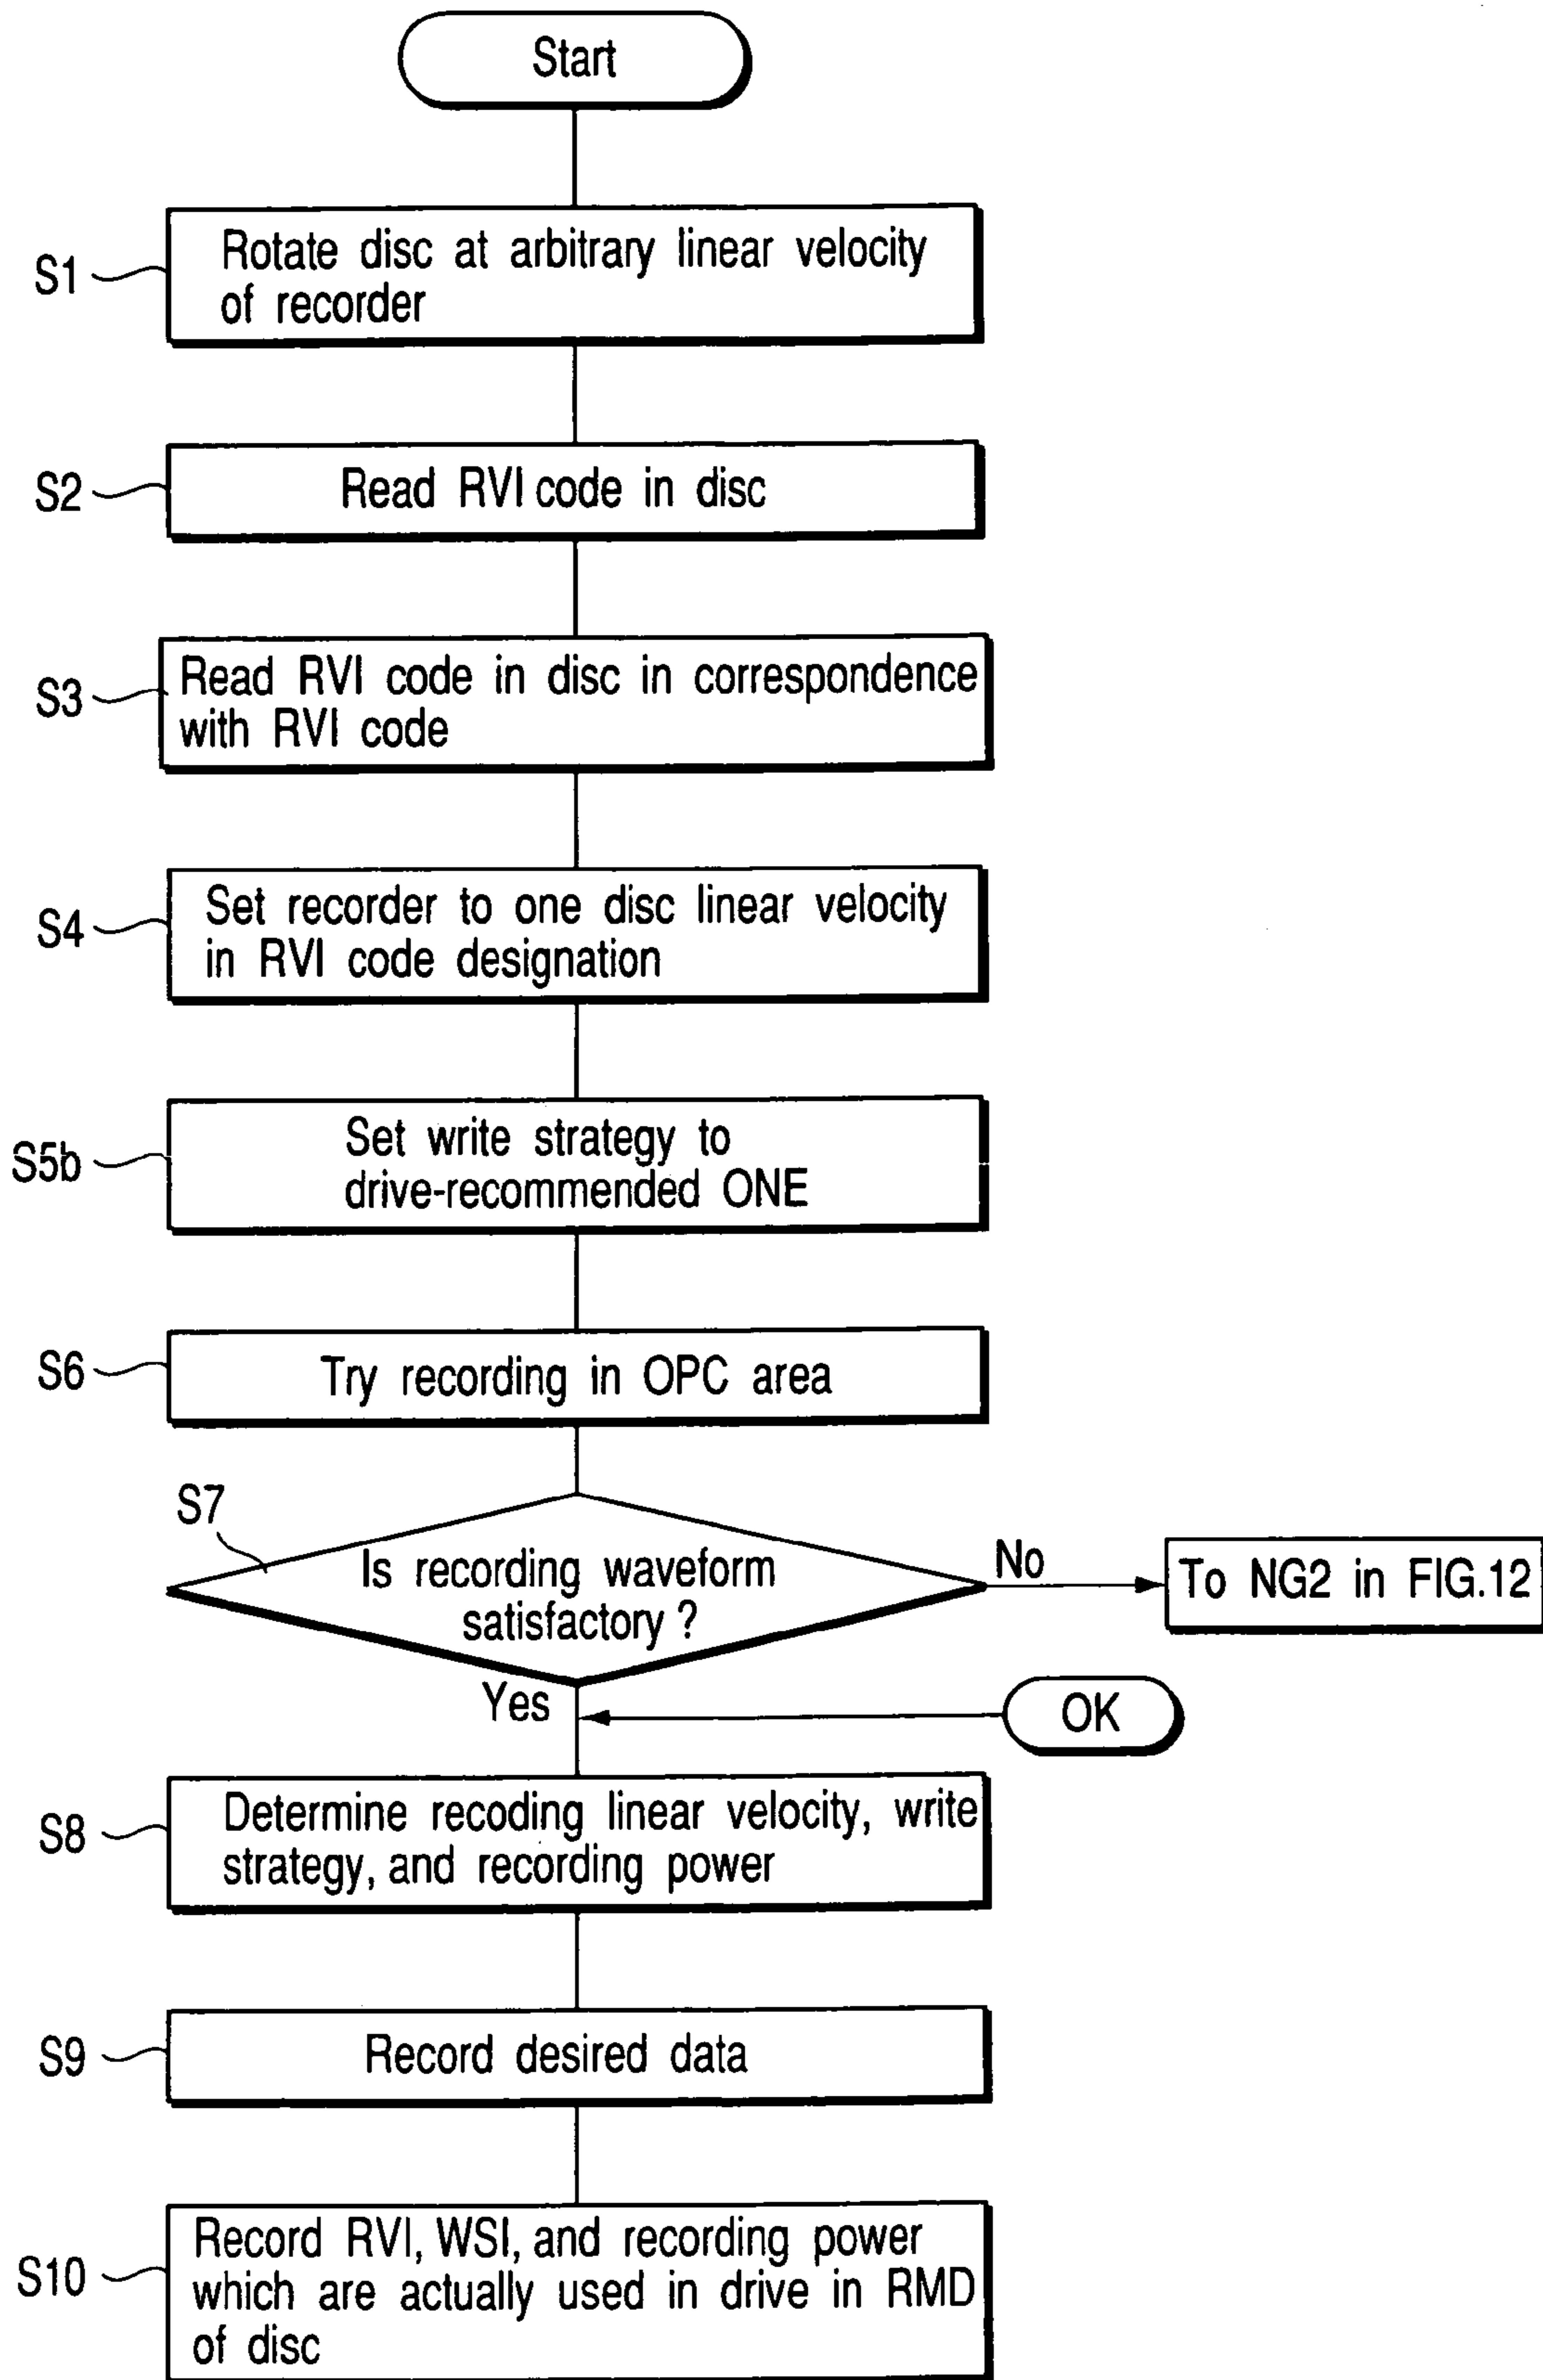 Start
S1
Rotate disc at arbitrary linear velocity
of recorder
S2
Read RVI code in disc
S3
Read RVI code in disc in correspondence
with RVI code
S4
Set recorder to one disc linear velocity
in RVI code designation
S5b
Set write strategy to
drive-recommended ONE
S6
Try recording in OPC area
S7
Is recording waveform
satisfactory ?
No
To NG2 in FIG.12
Yes
OK
S8
Determine recoding linear velocity, write
strategy, and recording power
S9
Record desired data
S10
Record RVI, WSI, and recording power
which are actually used in drive in RMD
of disc